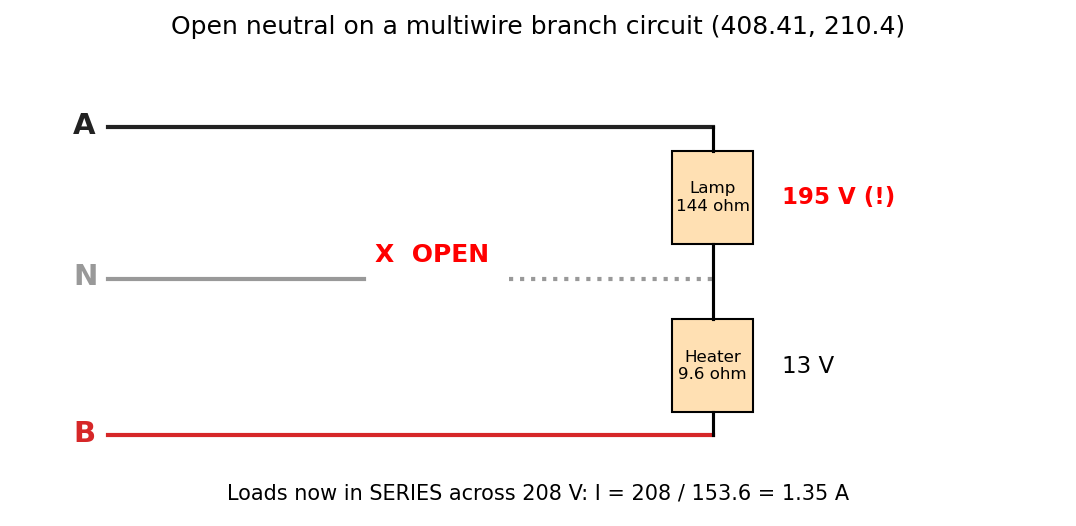 Open neutral on a multiwire branch circuit (408.41, 210.4)
A
Lamp
144 ohm
195 V (!)
X  OPEN
N
Heater
9.6 ohm
13 V
B
Loads now in SERIES across 208 V: I = 208 / 153.6 = 1.35 A